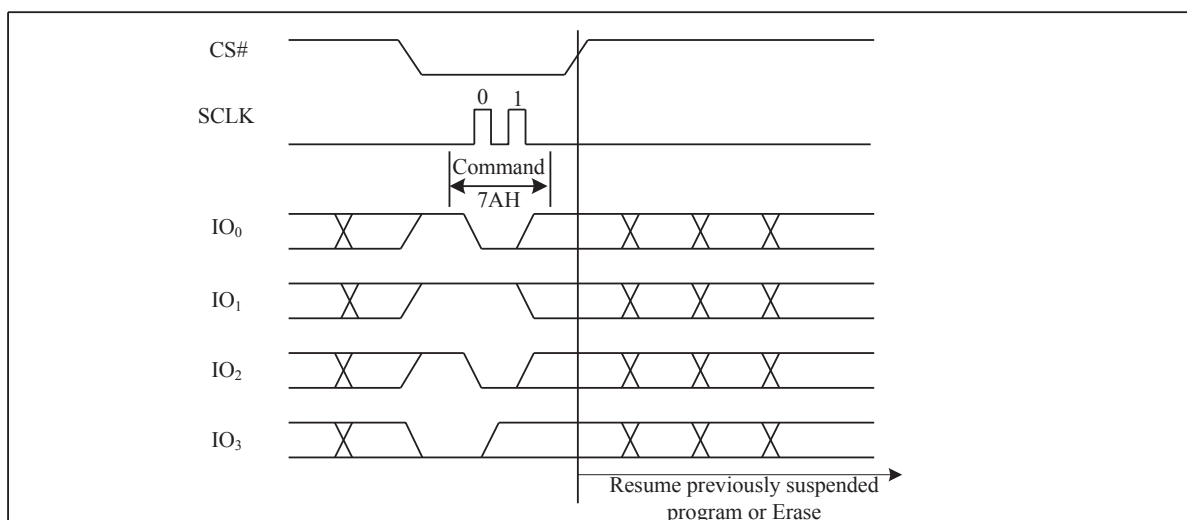 CS#
0 1
SCLK
Command
7AH
IO0
IO1
IO2
IO3
Resume previously suspended
program or Erase